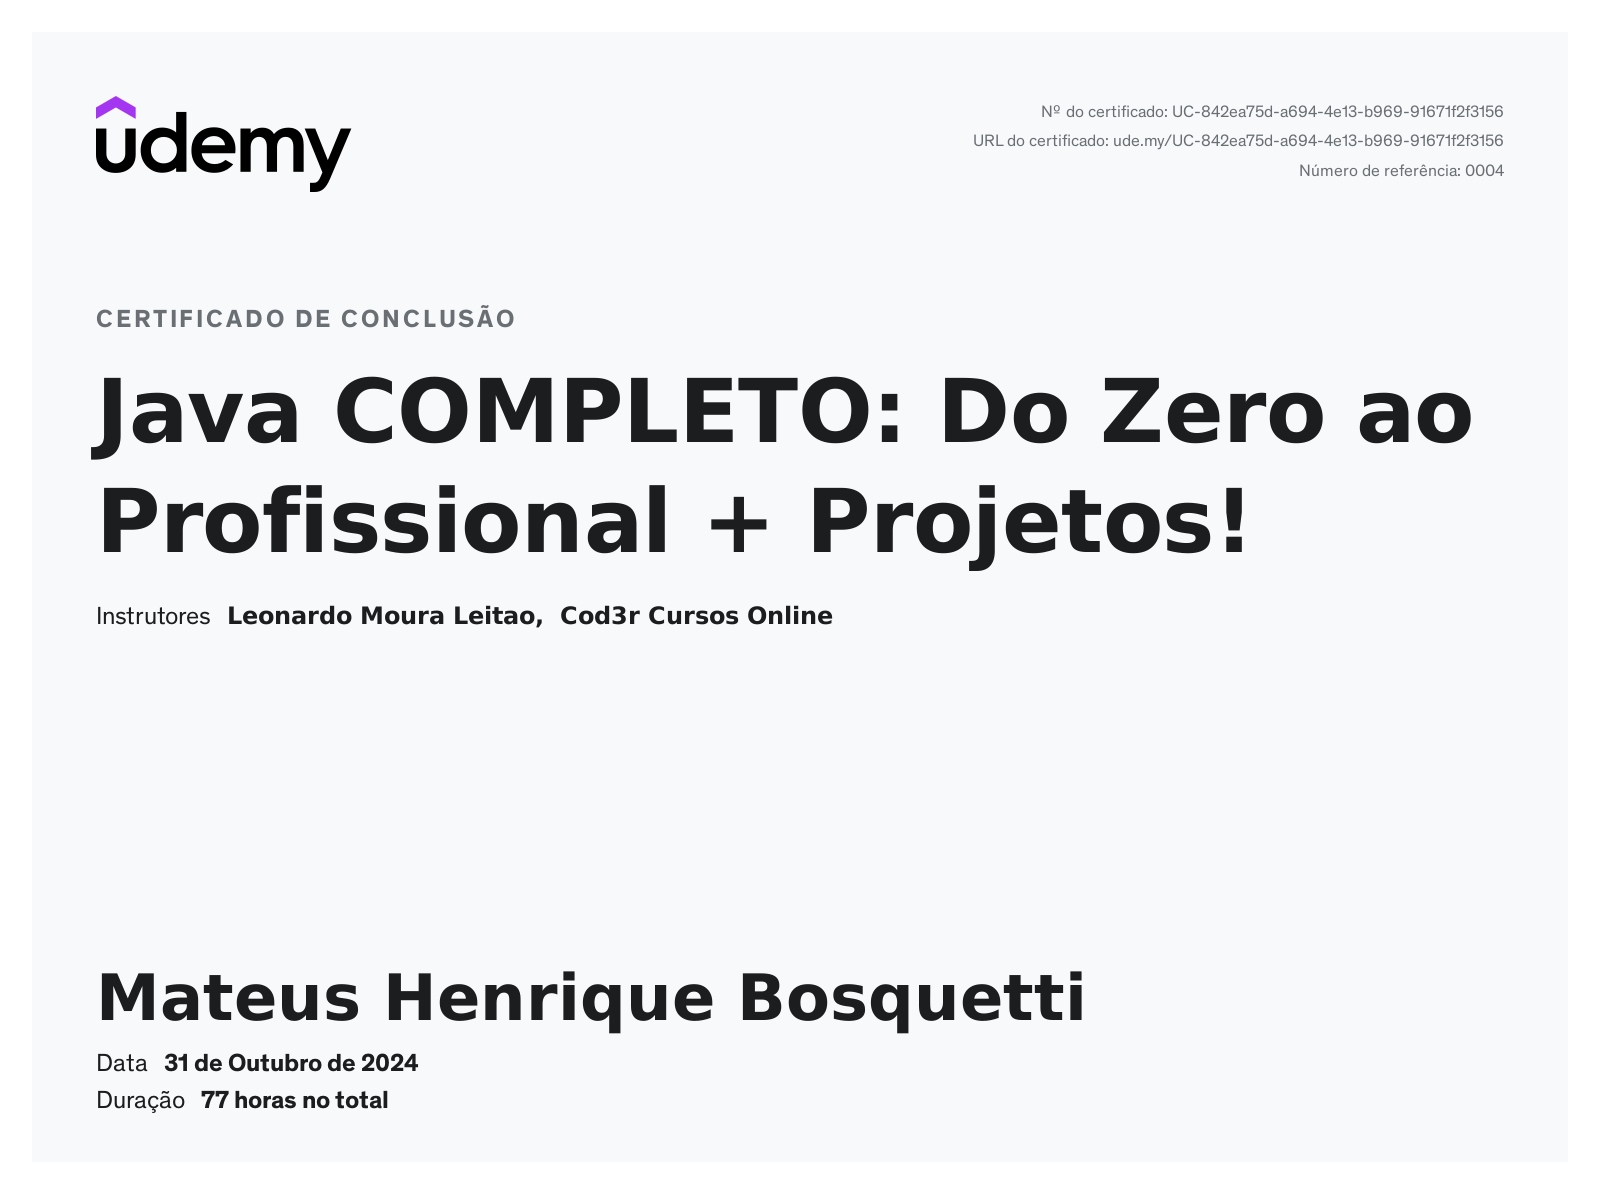 udemy
Nº do certificado: UC-842ea75d-a694-4e13-b969-91671f2f3156
URL do certificado: ude.my/UC-842ea75d-a694-4e13-b969-91671f2f3156
Número de referência: 0004
CERTIFICADO DE CONCLUSÃO
Java COMPLETO: Do Zero ao
Profissional + Projetos!
Instrutores Leonardo Moura Leitao, Cod3r Cursos Online
Mateus Henrique Bosquetti
Data 31 de Outubro de 2024
Duração 77 horas no total